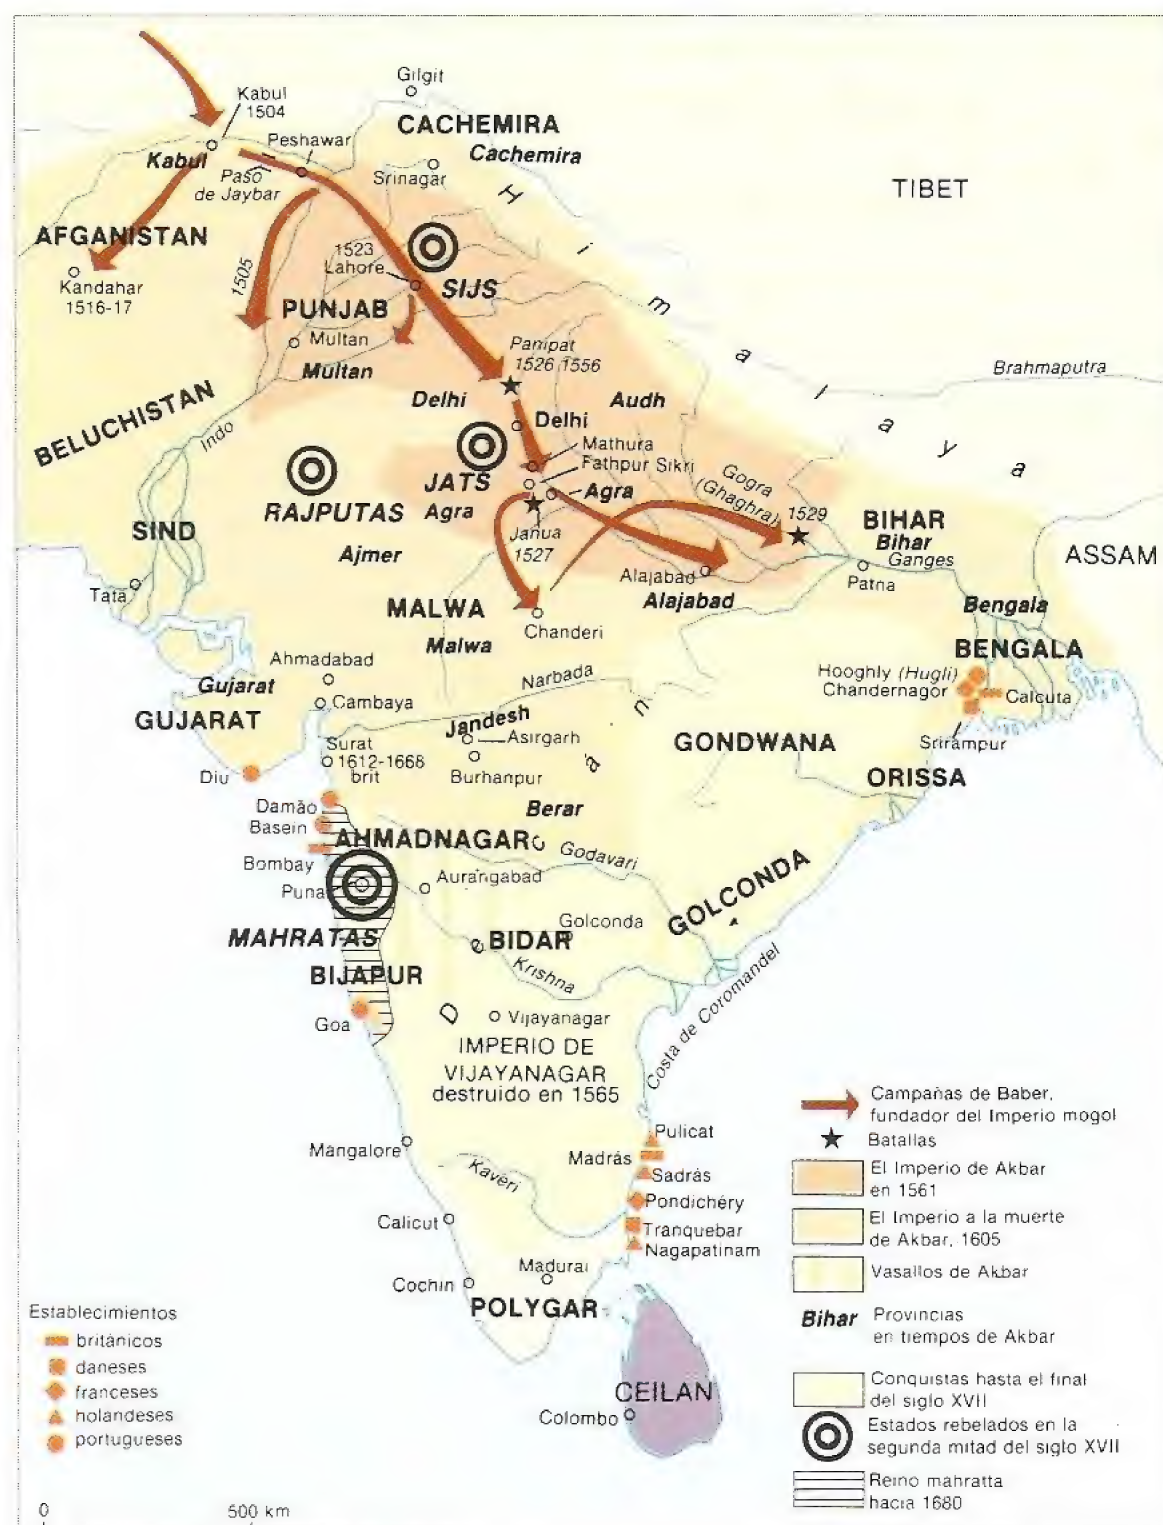 Gilgit
Kabul
1504
CACHEMIRA
Cachemira
Peshawar
Kabul
Paso
de Jaybar
Srinagar
TIBET
Himalaya
AFGANISTAN
1523
Lahore
SIJS
Kandahar
1516-17
1505
PUNJAB
Multan
Multan
Panipat
1526 1556
Brahmaputra
BELUCHISTAN
Indo
Delhi
Audh
Delhi
Mathura
Fathpur Sikri
JATS
Agra
Gogra
(Ghaghra)
1529
RAJPUTAS
Agra
Janua
1527
BIHAR
Bihar
Ganges
SIND
Ajmer
ASSAM
Tata
Alajabad
Alajabad
Patna
MALWA
Malwa
Chanderi
Bengala
BENGALA
Ahmadabad
Gujarat
Cambaya
GUJARAT
Narbada
Hooghly (Hugli)
Chandernagor
Calcuta
Srirampur
Jandesh
Asirgarh
Burhanpur
GONDWANA
ORISSA
Surat
1612-1668
brit
Diu
Damão
Basein
Berar
AHMADNAGAR
Godavari
Bombay
Puna
Aurangabad
GOLCONDA
Golconda
MAHRATAS
BIDAR
Krishna
BIJAPUR
Decán
Goa
Vijayanagar
Costa de Coromandel
IMPERIO DE
VIJAYANAGAR
destruido en 1565
Mangalore
Kaveri
Pulicat
Madrás
Sadrás
Pondichéry
Tranquebar
Nagapatinam
Calicut
Cochin
Madurai
POLYGAR
CEILAN
Colombo
Campañas de Baber,
fundador del Imperio mogol
Batallas
El Imperio de Akbar
en 1561
El Imperio a la muerte
de Akbar, 1605
Vasallos de Akbar
Bihar
Provincias
en tiempos de Akbar
Conquistas hasta el final
del siglo XVII
Estados rebelados en la
segunda mitad del siglo XVII
Reino mahratta
hacia 1680
Establecimientos
británicos
daneses
franceses
holandeses
portugueses
0
500 km